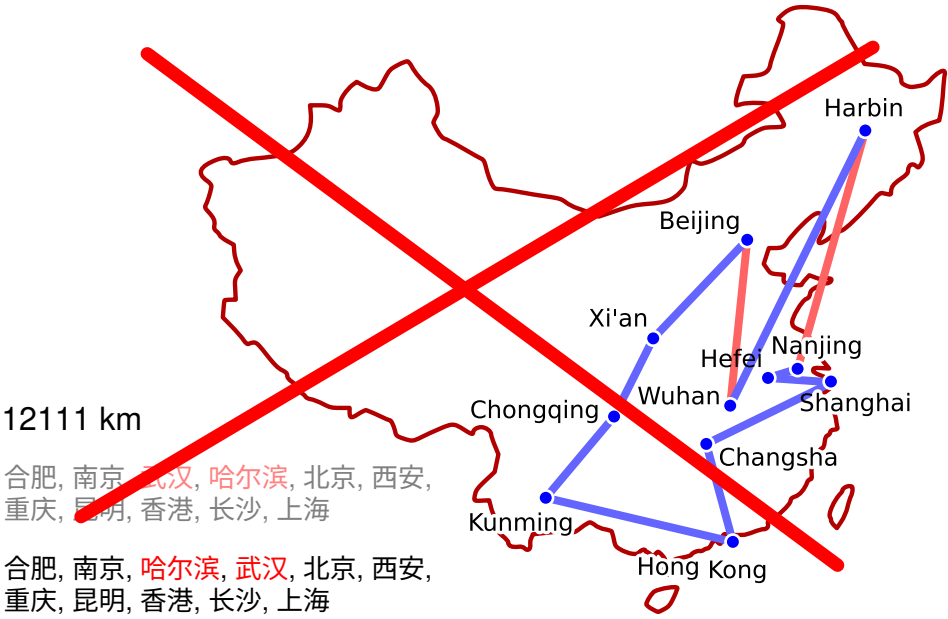 Harbin
Beijing
Xi'an
Nanjing
Hefei
Wuhan
Shanghai
Chongqing
12111 km
Changsha
合肥, 南京, 武汉, 哈尔滨, 北京, 西安,
重庆, 昆明, 香港, 长沙, 上海
Kunming
Hong Kong
合肥, 南京, 哈尔滨, 武汉, 北京, 西安,
重庆, 昆明, 香港, 长沙, 上海